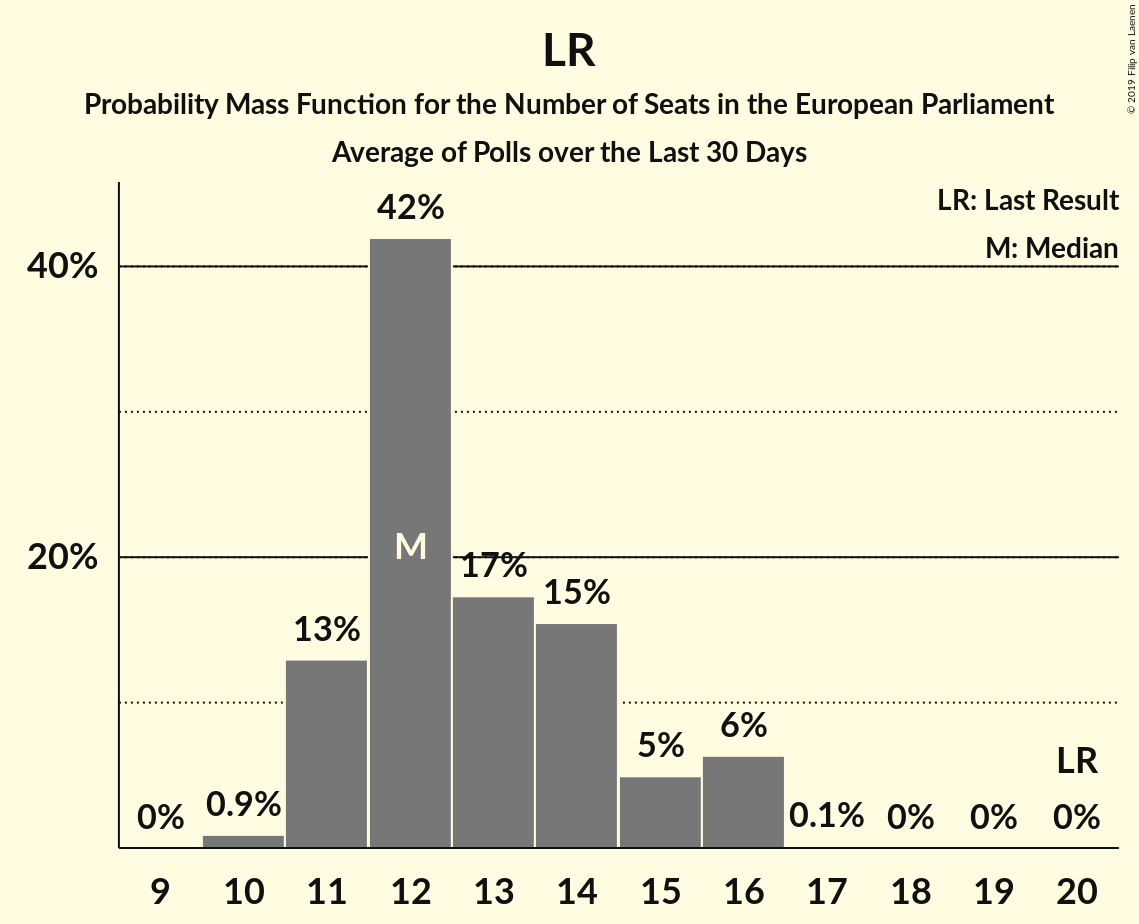 LR
Probability Mass Function for the Number of Seats in the European Parliament
Average of Polls over the Last 30 Days
© 2019 Filip van Laenen
LR: Last Result
M: Median
42%
40%
M
20%
17%
15%
13%
6%
5%
LR
0%
0.9%
0.1%
0%
0%
0%
9 10 11 12 13 14 15 16 17 18 19 20